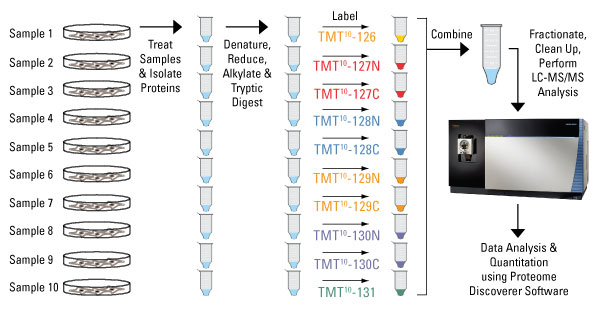 Label
Sample 1
Sample 2
Sample 3
Sample 4
Sample 5
Sample 6
Sample 7
Sample 8
Sample 9
Sample 10
Treat
Samples
& Isolate
Proteins
Denature,
Reduce,
Alkylate &
Tryptic
Digest
TMT¹⁰-126
TMT¹⁰-127N
TMT¹⁰-127C
TMT¹⁰-128N
TMT¹⁰-128C
TMT¹⁰-129N
TMT¹⁰-129C
TMT¹⁰-130N
TMT¹⁰-130C
TMT¹⁰-131
Combine
Fractionate,
Clean Up,
Perform
LC-MS/MS
Analysis
Data Analysis &
Quantitation
using Proteome
Discoverer Software